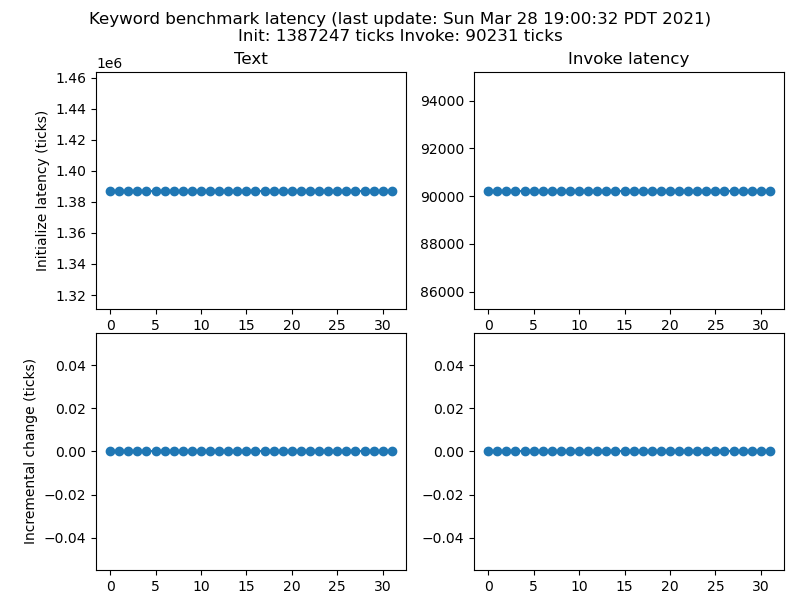 Keyword benchmark latency (last update: Sun Mar 28 19:00:32 PDT 2021)
Init: 1387247 ticks Invoke: 90231 ticks
Text
Invoke latency
1e6
1.46
1.44
1.42
1.40
1.38
1.36
1.34
1.32
Initialize latency (ticks)
0 5 10 15 20 25 30
94000
92000
90000
88000
86000
0 5 10 15 20 25 30
0.04
0.02
0.00
−0.02
−0.04
Incremental change (ticks)
0 5 10 15 20 25 30
0.04
0.02
0.00
−0.02
−0.04
0 5 10 15 20 25 30